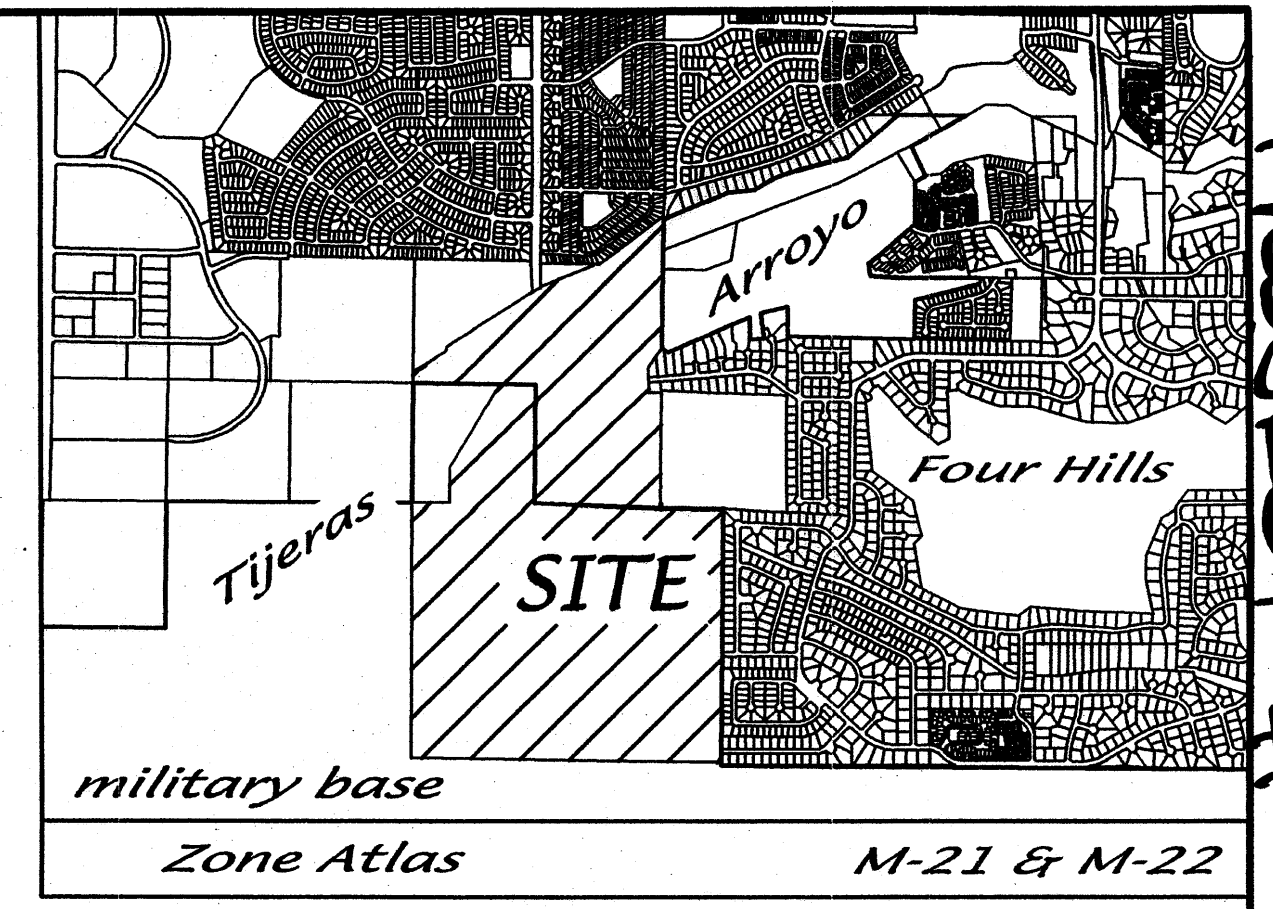 Arroyo
Four Hills
Tijeras
SITE
military base
Zone Atlas M-21 & M-22